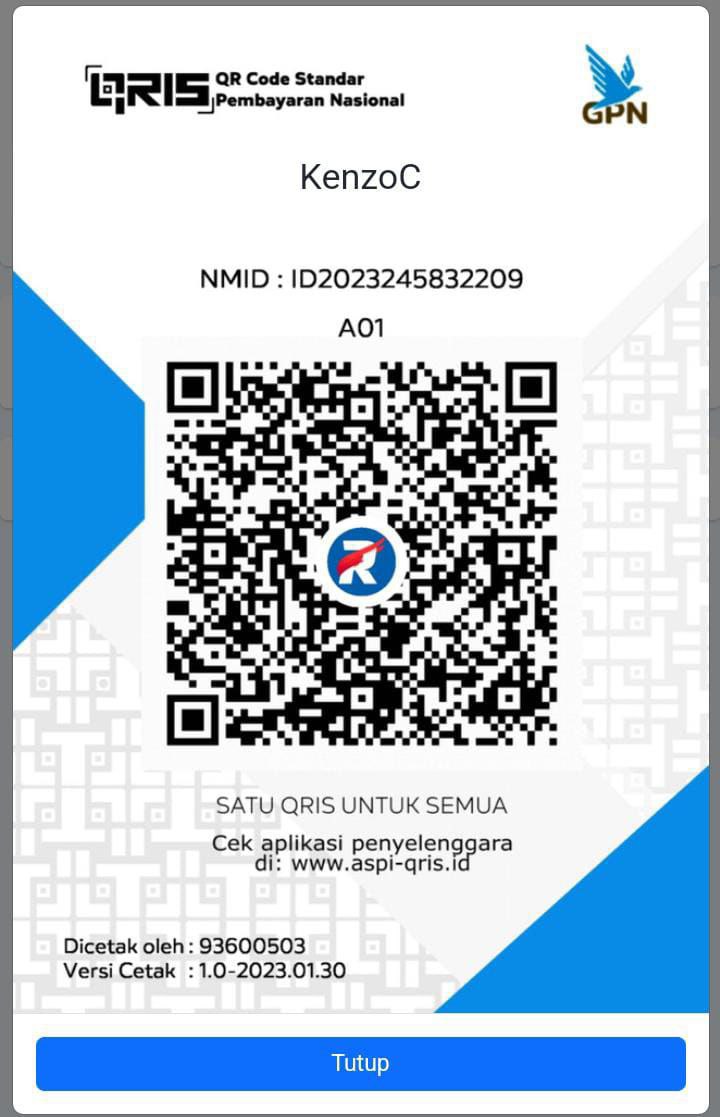 QRIS QR Code Standar
Pembayaran Nasional
GPN
KenzoC
NMID : ID2023245832209
A01
SATU QRIS UNTUK SEMUA
Cek aplikasi penyelenggara
di: www.aspi-qris.id
Dicetak oleh : 93600503
Versi Cetak : 1.0-2023.01.30
Tutup